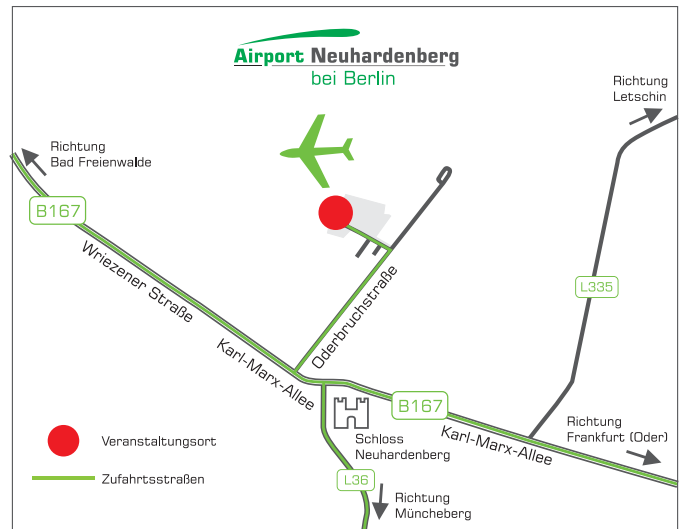 Airport Neuhardenberg
bei Berlin
Richtung
Letschin
Richtung
Bad Freienwalde
B167
Wriezener Straße
Oderbruchstraße
L335
Karl-Marx-Allee
B167
Karl-Marx-Allee
Richtung
Frankfurt (Oder)
Schloss
Neuhardenberg
Veranstaltungsort
Zufahrtsstraßen
L36
Richtung
Müncheberg